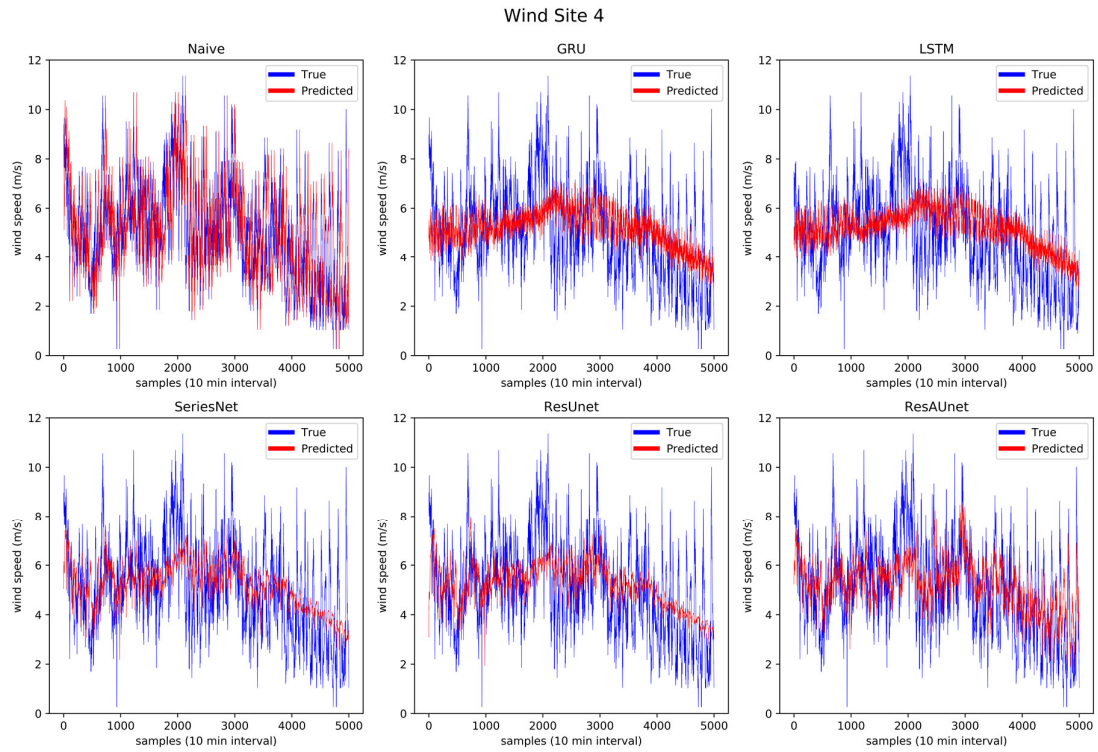 Wind Site 4
Naive
GRU
LSTM
12
10
8
6
4
2
0
wind speed (m/s)
True
Predicted
0 1000 2000 3000 4000 5000
samples (10 min interval)
12
10
8
6
4
2
0
wind speed (m/s)
True
Predicted
0 1000 2000 3000 4000 5000
samples (10 min interval)
12
10
8
6
4
2
0
wind speed (m/s)
True
Predicted
0 1000 2000 3000 4000 5000
samples (10 min interval)
SeriesNet
ResUnet
ResAUnet
12
10
8
6
4
2
0
wind speed (m/s)
True
Predicted
0 1000 2000 3000 4000 5000
samples (10 min interval)
12
10
8
6
4
2
0
wind speed (m/s)
True
Predicted
0 1000 2000 3000 4000 5000
samples (10 min interval)
12
10
8
6
4
2
0
wind speed (m/s)
True
Predicted
0 1000 2000 3000 4000 5000
samples (10 min interval)